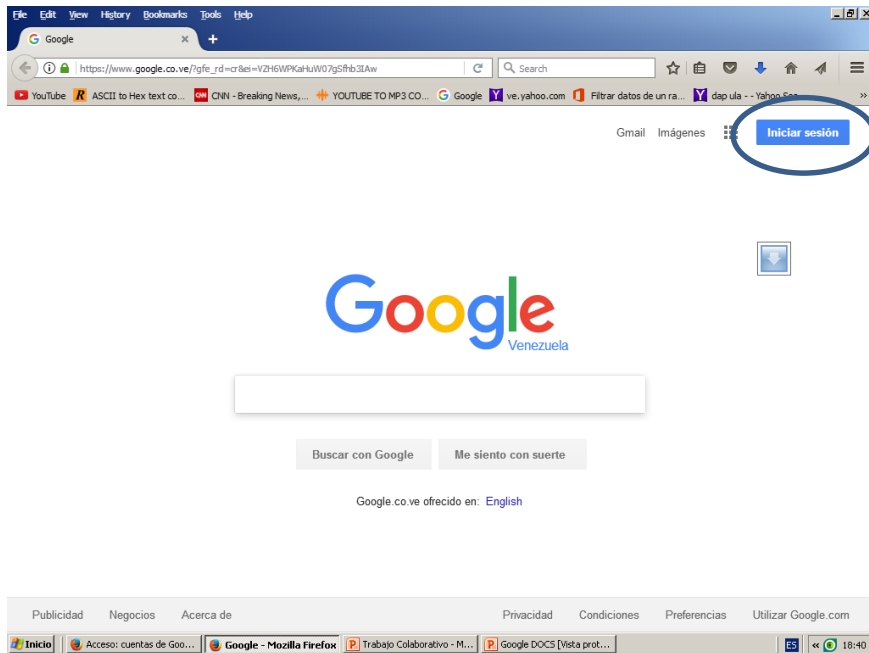 File Edit View History Bookmarks Tools Help
Google
https://www.google.co.ve/?gfe_rd=cr&ei=VZH6WPKaHuW07gSfhb3IAw
Search
YouTube ASCII to Hex text co... CNN - Breaking News,... YOUTUBE TO MP3 CO... Google ve.yahoo.com Filtrar datos de un ra... dap ula - - Yahoo Sea... »
Gmail Imágenes Iniciar sesión
Google
Venezuela
Buscar con Google Me siento con suerte
Google.co.ve ofrecido en: English
Publicidad Negocios Acerca de Privacidad Condiciones Preferencias Utilizar Google.com
Inicio Acceso: cuentas de Goo... Google - Mozilla Firefox Trabajo Colaborativo - M... Google DOCS [Vista prot... ES « 18:40